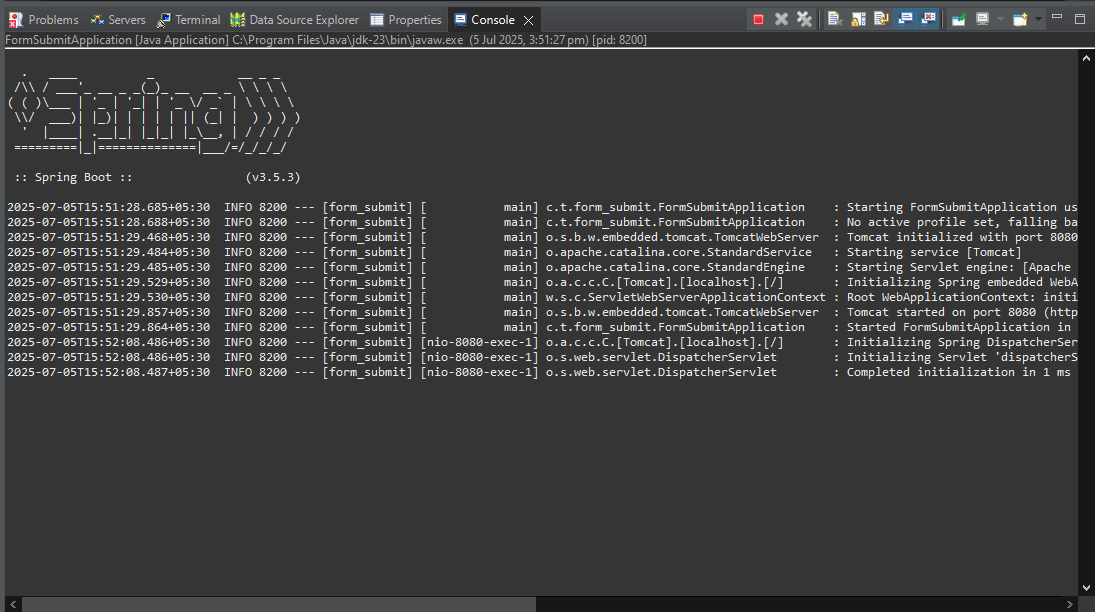 Problems Servers Terminal Data Source Explorer Properties Console
FormSubmitApplication [Java Application] C:\Program Files\Java\jdk-23\bin\javaw.exe (5 Jul 2025, 3:51:27 pm) [pid: 8200]
  .   ____          _            __ _ _
 /\\ / ___'_ __ _ _(_)_ __  __ _ \ \ \ \
( ( )\___ | '_ | '_| | '_ \/ _` | \ \ \ \
 \\/  ___)| |_)| | | | | || (_| |  ) ) ) )
  '  |____| .__|_| |_|_| |_\__, | / / / /
 =========|_|==============|___/=/_/_/_/
 :: Spring Boot ::                (v3.5.3)
2025-07-05T15:51:28.685+05:30  INFO 8200 --- [form_submit] [           main] c.t.form_submit.FormSubmitApplication    : Starting FormSubmitApplication us
2025-07-05T15:51:28.688+05:30  INFO 8200 --- [form_submit] [           main] c.t.form_submit.FormSubmitApplication    : No active profile set, falling ba
2025-07-05T15:51:29.468+05:30  INFO 8200 --- [form_submit] [           main] o.s.b.w.embedded.tomcat.TomcatWebServer  : Tomcat initialized with port 8080
2025-07-05T15:51:29.484+05:30  INFO 8200 --- [form_submit] [           main] o.apache.catalina.core.StandardService   : Starting service [Tomcat]
2025-07-05T15:51:29.485+05:30  INFO 8200 --- [form_submit] [           main] o.apache.catalina.core.StandardEngine    : Starting Servlet engine: [Apache
2025-07-05T15:51:29.529+05:30  INFO 8200 --- [form_submit] [           main] o.a.c.c.C.[Tomcat].[localhost].[/]       : Initializing Spring embedded WebA
2025-07-05T15:51:29.530+05:30  INFO 8200 --- [form_submit] [           main] w.s.c.ServletWebServerApplicationContext : Root WebApplicationContext: initi
2025-07-05T15:51:29.857+05:30  INFO 8200 --- [form_submit] [           main] o.s.b.w.embedded.tomcat.TomcatWebServer  : Tomcat started on port 8080 (http
2025-07-05T15:51:29.864+05:30  INFO 8200 --- [form_submit] [           main] c.t.form_submit.FormSubmitApplication    : Started FormSubmitApplication in
2025-07-05T15:52:08.486+05:30  INFO 8200 --- [form_submit] [nio-8080-exec-1] o.a.c.c.C.[Tomcat].[localhost].[/]       : Initializing Spring DispatcherSer
2025-07-05T15:52:08.486+05:30  INFO 8200 --- [form_submit] [nio-8080-exec-1] o.s.web.servlet.DispatcherServlet        : Initializing Servlet 'dispatcherS
2025-07-05T15:52:08.487+05:30  INFO 8200 --- [form_submit] [nio-8080-exec-1] o.s.web.servlet.DispatcherServlet        : Completed initialization in 1 ms